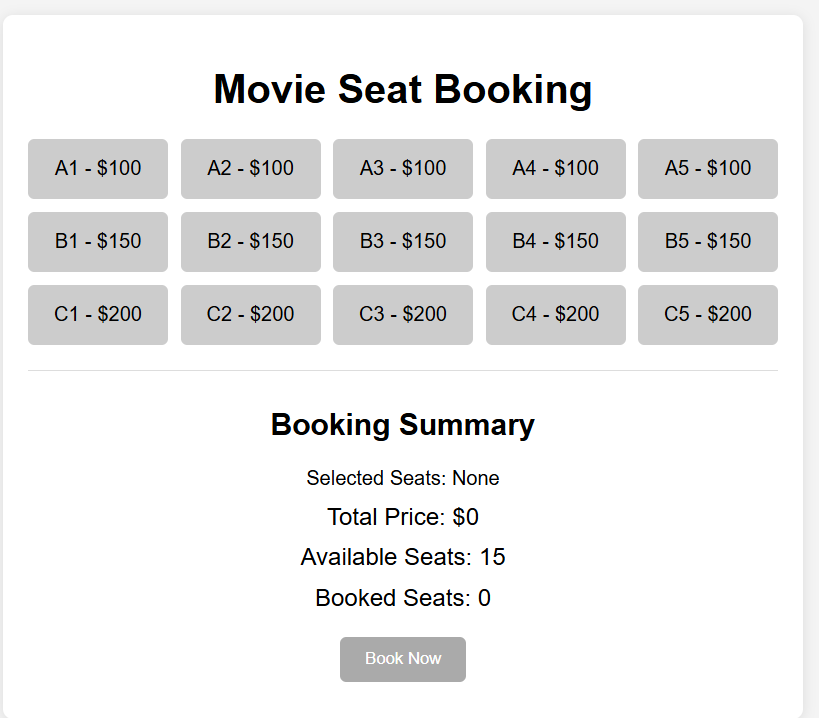 Movie Seat Booking
A1 - $100 A2 - $100 A3 - $100 A4 - $100 A5 - $100
B1 - $150 B2 - $150 B3 - $150 B4 - $150 B5 - $150
C1 - $200 C2 - $200 C3 - $200 C4 - $200 C5 - $200
Booking Summary
Selected Seats: None
Total Price: $0
Available Seats: 15
Booked Seats: 0
Book Now